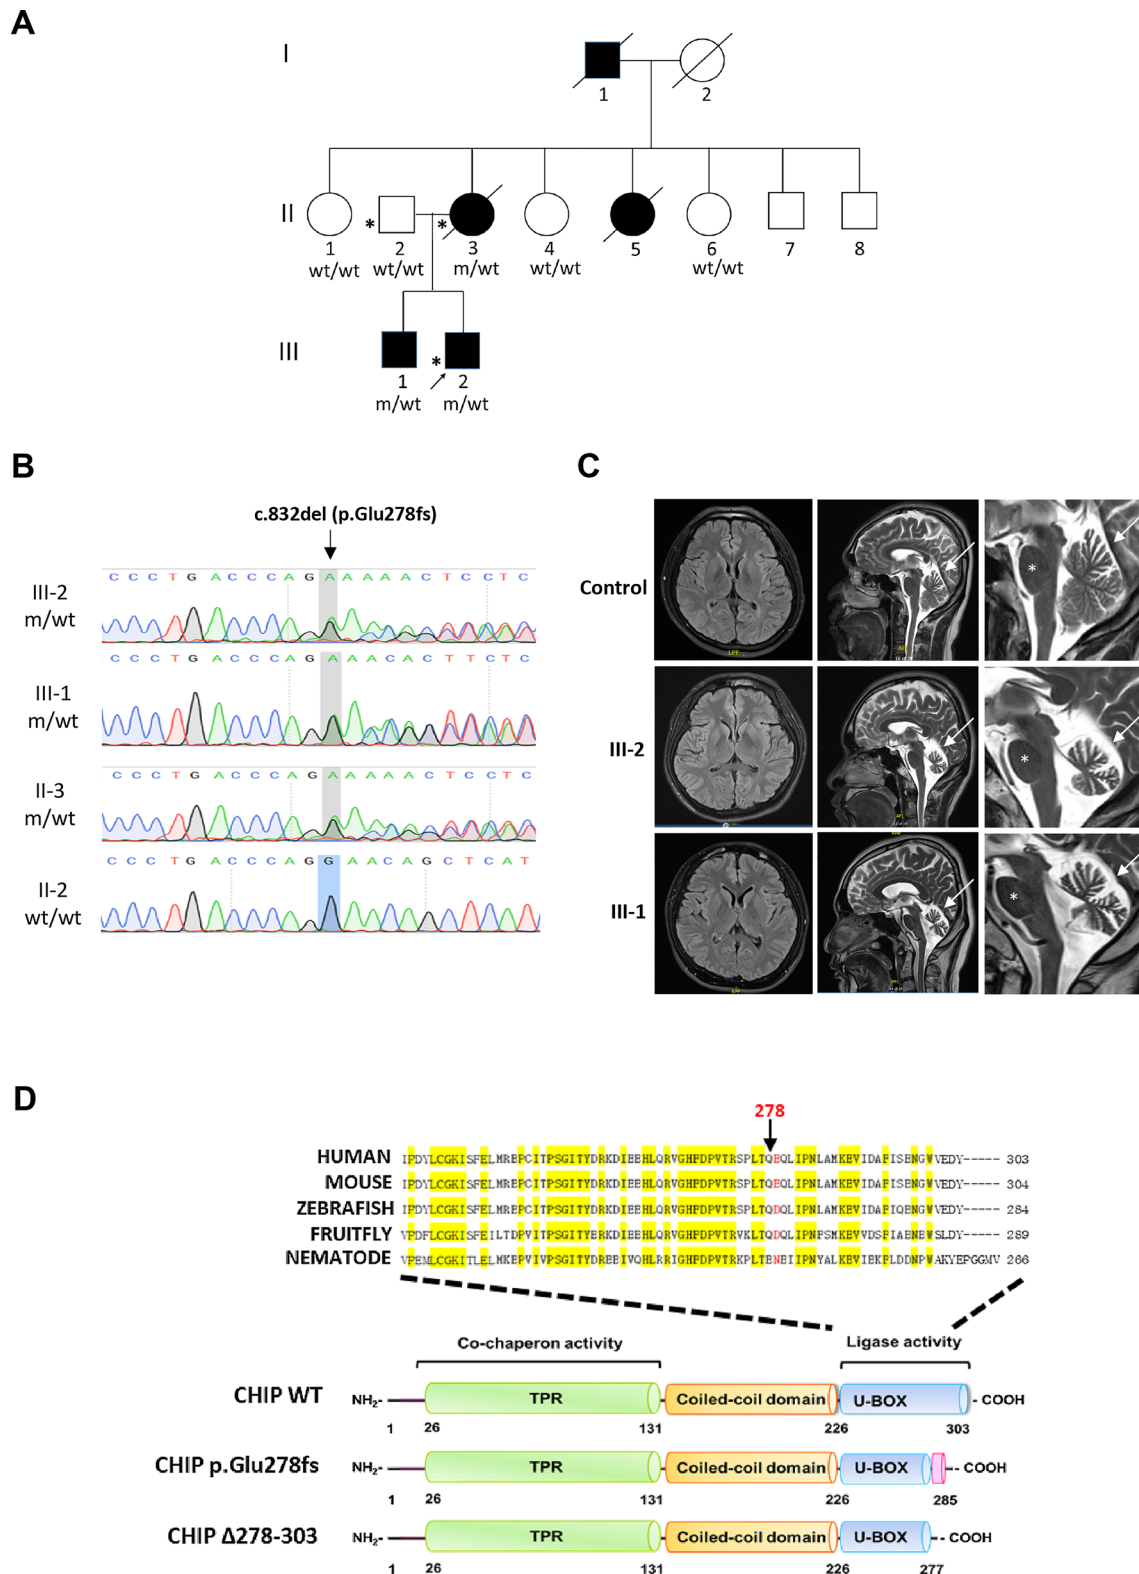 A
I
1
2
II
*
*
1
2
3
4
5
6
7
8
wt/wt
wt/wt
m/wt
wt/wt
wt/wt
III
*
1
2
m/wt
m/wt
B
c.832del (p.Glu278fs)
III-2
m/wt
C C C T G A C C C A G A A A A A C T C C T C
III-1
m/wt
C C C T G A C C C A G A A A C A C T T C T C
II-3
m/wt
C C C T G A C C C A G A A A A A C T C C T C
II-2
wt/wt
C C C T G A C C C A G G A A C A G C T C A T
C
Control
*
III-2
*
III-1
*
D
278
HUMAN IFDYLCGKISFELMREPCITPSGITYDRKDIEEHLQRVGHFDPVTRSPLTQEQLIPNLAMKEVIDAFISENGWVEDY----- 303
MOUSE IFDYLCGKISFELMREPCITPSGITYDRKDIEEHLQRVGHFDPVTRSPLTQEQLIPNLAMKEVIDAFISENGWVEDY----- 304
ZEBRAFISH IFDYLCGKISFELMREPCITPSGITYDRKDIEEHLQRVGHFDPVTRSPLTQDQLIPNLAMKEVIDAFIQENGWVEDY----- 284
FRUITFLY VFDFLCGKISFEILTDPVITPSGITYERKDIEEHLQRVGHFDPVTRVKLTQDQLIPNFSMKEVVDSFIAENEWSLDY----- 289
NEMATODE VPEMLCGKITLELMKEPVIVPSGITYDREEIVQHLRRIGHFDPVTRKPLTENEIIPNYALKEVIEKFLDDNPWAKYEPGGMV 266
Co-chaperon activity
Ligase activity
CHIP WT
NH₂-
TPR
Coiled-coil domain
U-BOX
- COOH
1
26
131
226
303
CHIP p.Glu278fs
NH₂-
TPR
Coiled-coil domain
U-BOX
- COOH
1
26
131
226
285
CHIP Δ278-303
NH₂-
TPR
Coiled-coil domain
U-BOX
- COOH
1
26
131
226
277